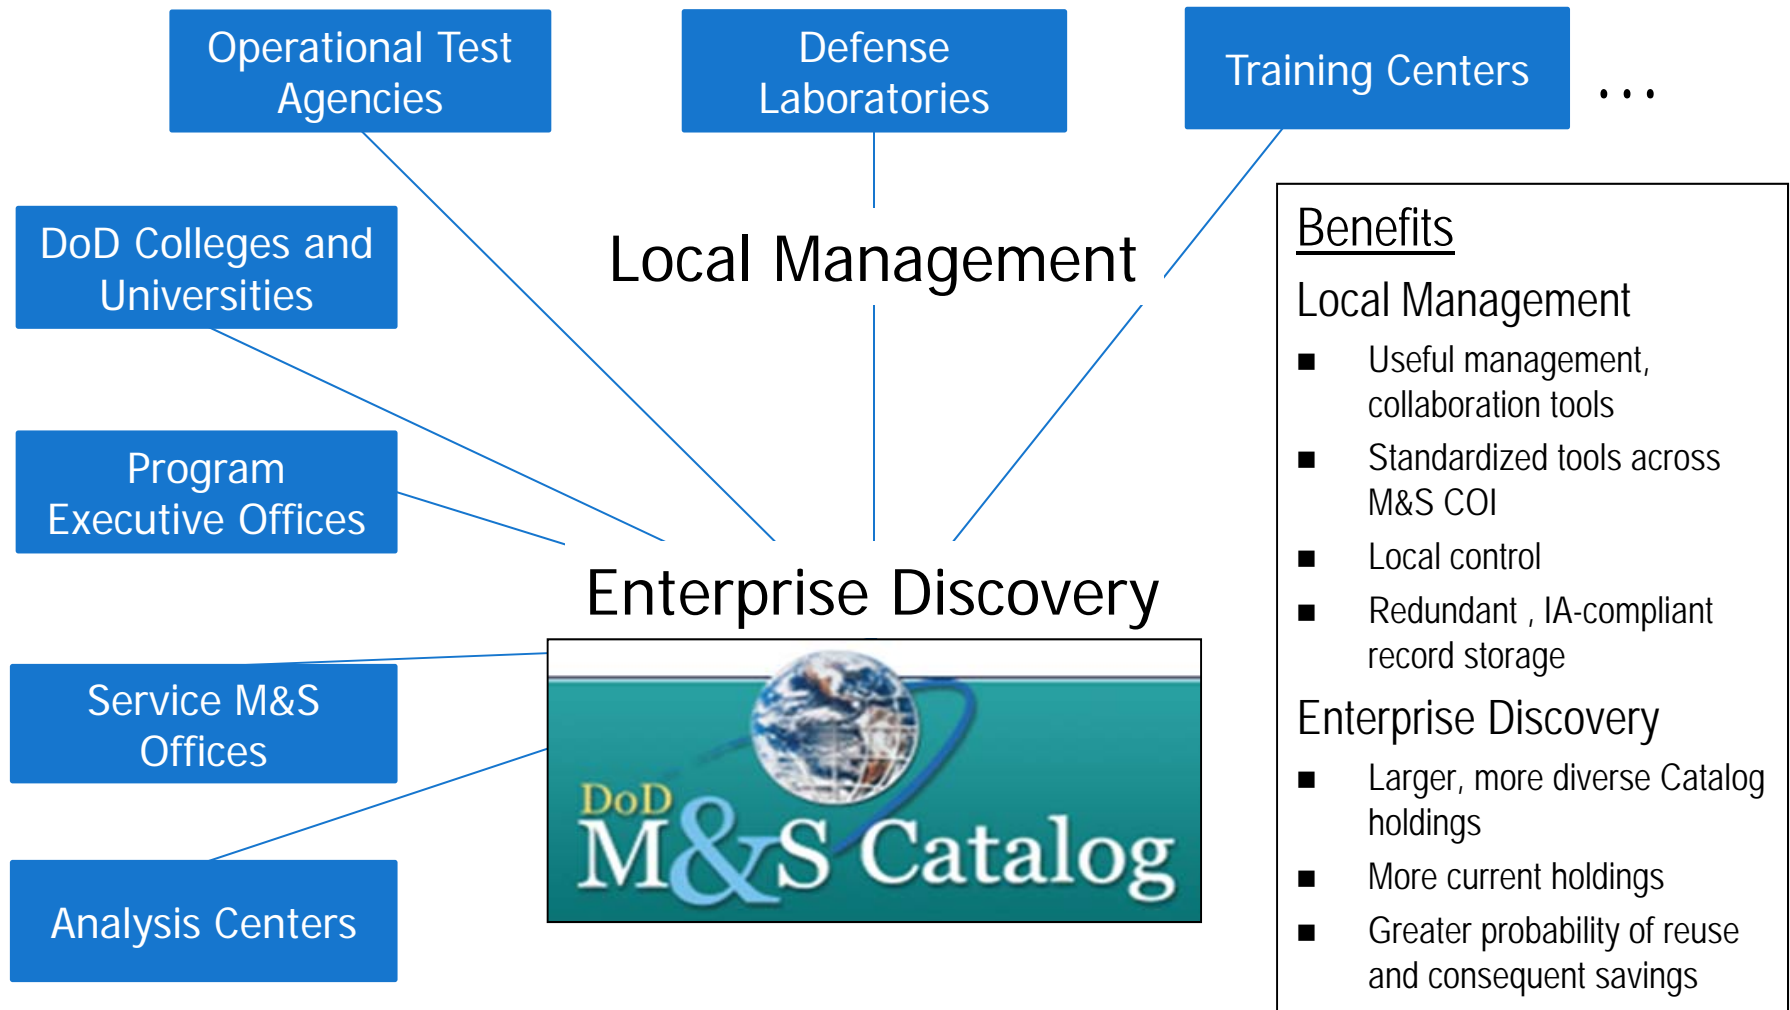 Operational Test
Agencies
Defense
Laboratories
Training Centers
...
DoD Colleges and
Universities
Local Management
Program
Executive Offices
Enterprise Discovery
Service M&S
Offices
DoD
M&S Catalog
Analysis Centers
Benefits
Local Management
■ Useful management,
collaboration tools
■ Standardized tools across
M&S COI
■ Local control
■ Redundant , IA-compliant
record storage
Enterprise Discovery
■ Larger, more diverse Catalog
holdings
■ More current holdings
■ Greater probability of reuse
and consequent savings